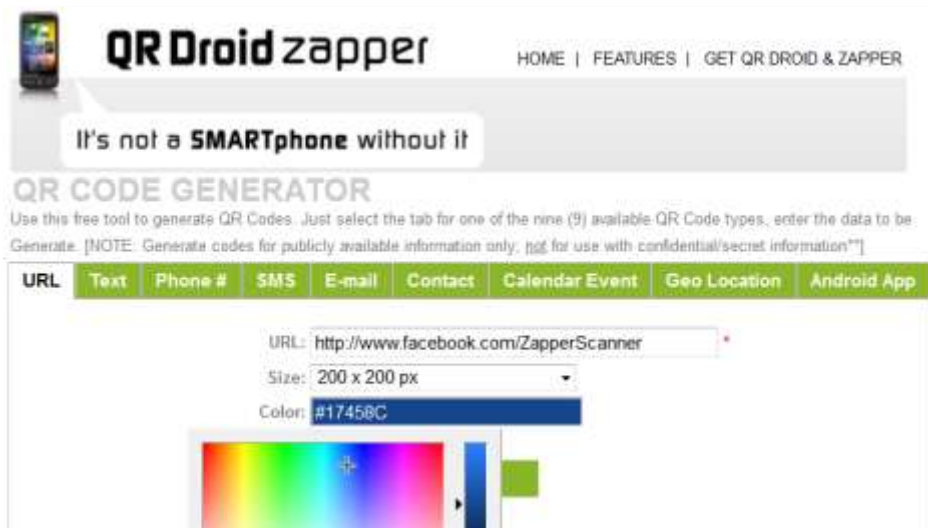 QR Droid zapper
HOME | FEATURES | GET QR DROID & ZAPPER
It's not a SMARTphone without it
QR CODE GENERATOR
Use this free tool to generate QR Codes. Just select the tab for one of the nine (9) available QR Code types, enter the data to be
Generate. [NOTE: Generate codes for publicly available information only, not for use with confidential/secret information**]
URL Text Phone # SMS E-mail Contact Calendar Event Geo Location Android App
URL: http://www.facebook.com/ZapperScanner *
Size: 200 x 200 px
Color: #17458C